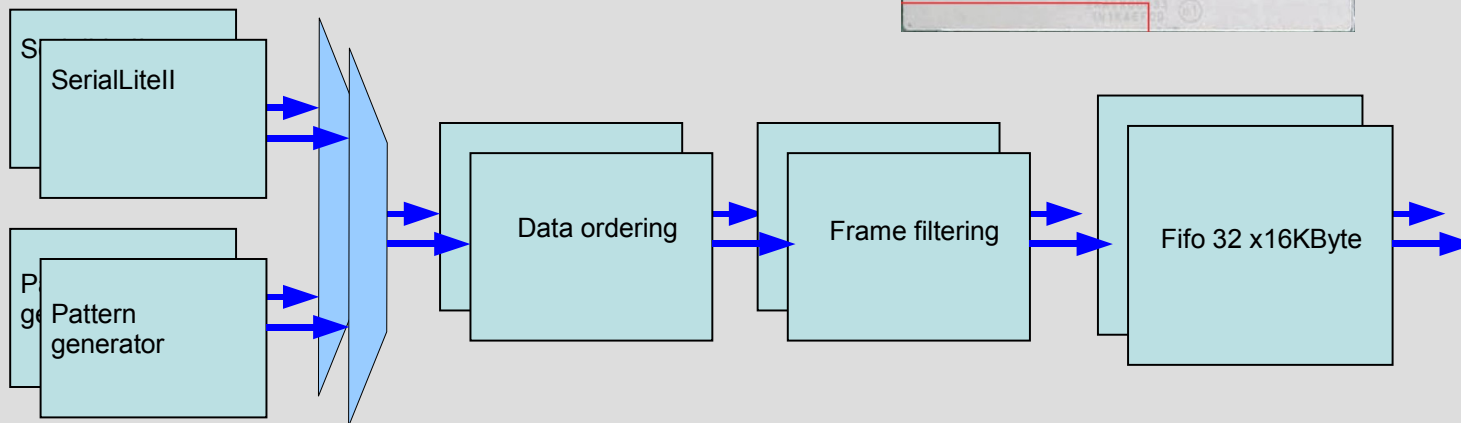 SerialLiteII
Pattern
generator
Data ordering
Frame filtering
Fifo 32 x16KByte